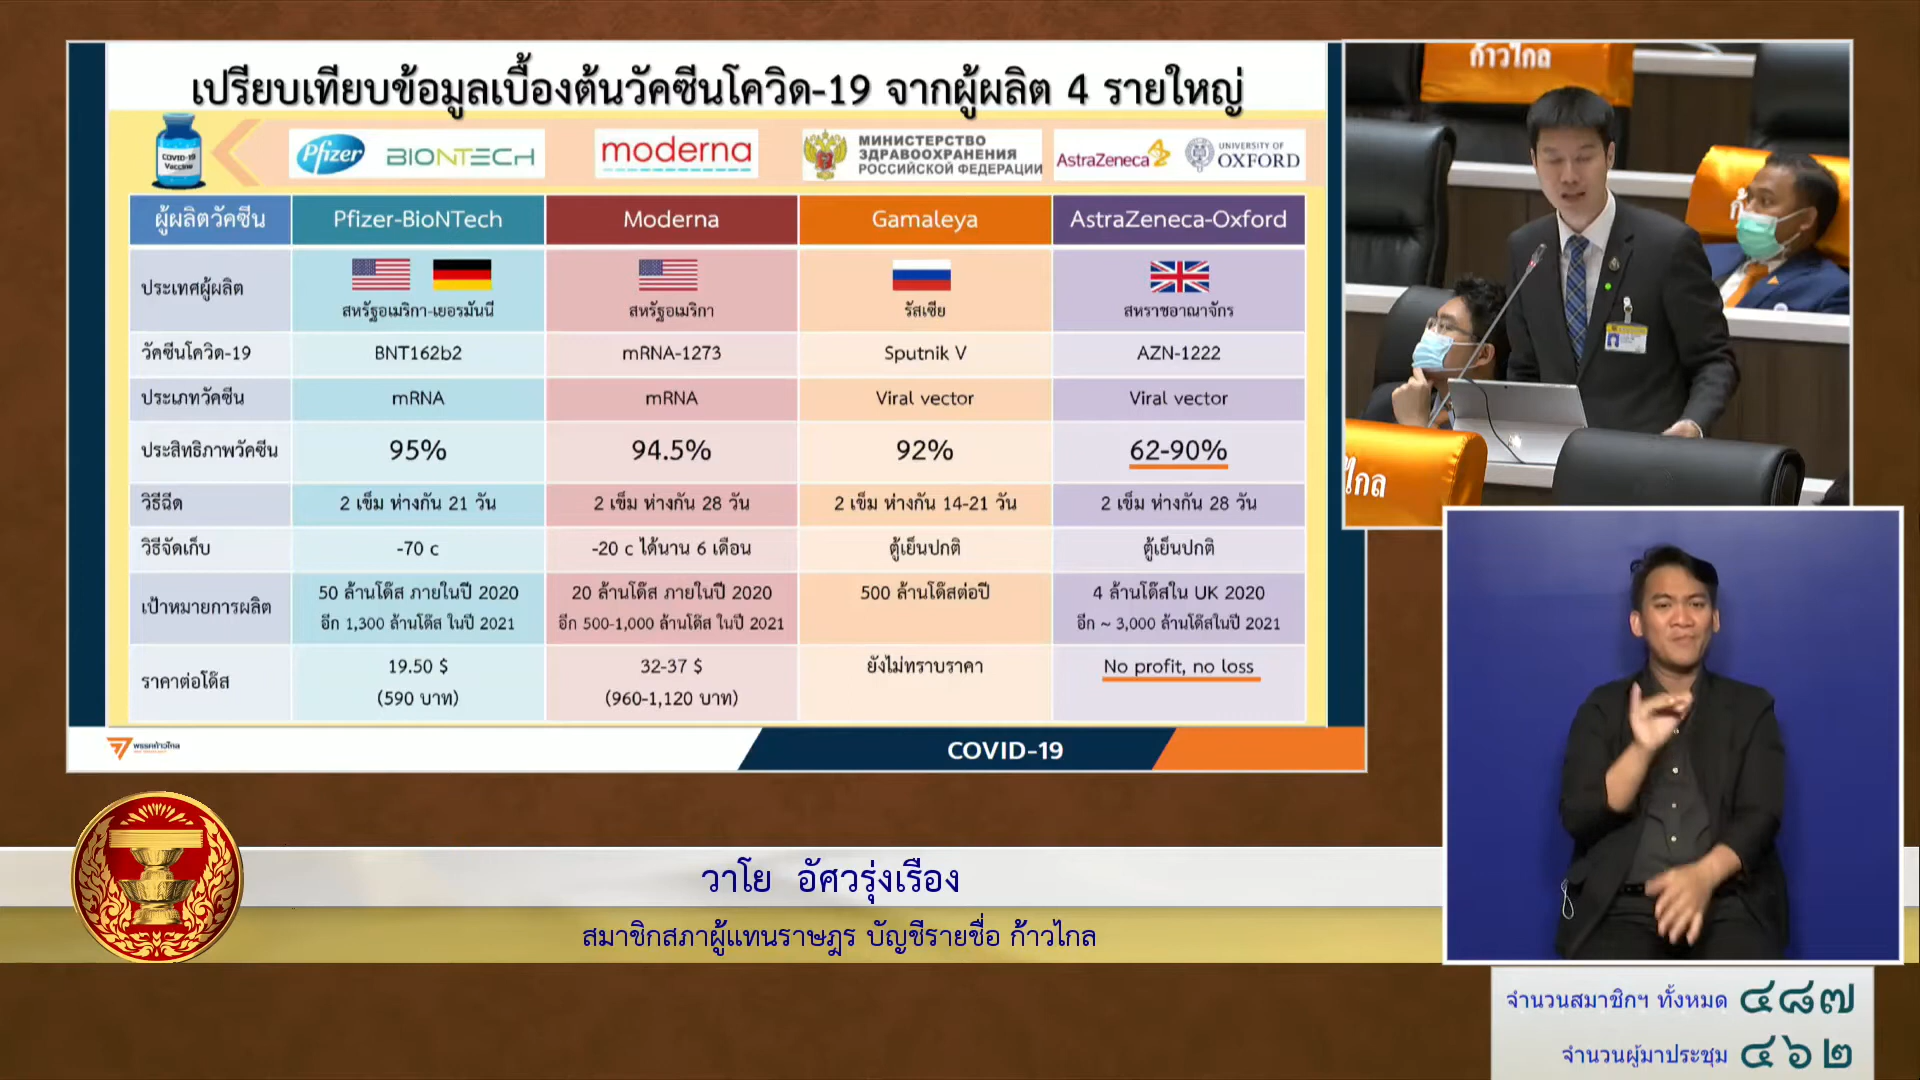 เปรียบเทียบข้อมูลเบื้องต้นวัคซีนโควิด-19 จากผู้ผลิต 4 รายใหญ่
COVID-19
Vaccine
Pfizer BIONTECH moderna МИНИСТЕРСТВО ЗДРАВООХРАНЕНИЯ РОССИЙСКОЙ ФЕДЕРАЦИИ AstraZeneca UNIVERSITY OF OXFORD
ผู้ผลิตวัคซีน Pfizer-BioNTech Moderna Gamaleya AstraZeneca-Oxford
ประเทศผู้ผลิต สหรัฐอเมริกา-เยอรมันนี สหรัฐอเมริกา รัสเซีย สหราชอาณาจักร
วัคซีนโควิด-19 BNT162b2 mRNA-1273 Sputnik V AZN-1222
ประเภทวัคซีน mRNA mRNA Viral vector Viral vector
ประสิทธิภาพวัคซีน 95% 94.5% 92% 62-90%
วิธีฉีด 2 เข็ม ห่างกัน 21 วัน 2 เข็ม ห่างกัน 28 วัน 2 เข็ม ห่างกัน 14-21 วัน 2 เข็ม ห่างกัน 28 วัน
วิธีจัดเก็บ -70 c -20 c ได้นาน 6 เดือน ตู้เย็นปกติ ตู้เย็นปกติ
เป้าหมายการผลิต 50 ล้านโด๊ส ภายในปี 2020 20 ล้านโด๊ส ภายในปี 2020 500 ล้านโด๊สต่อปี 4 ล้านโด๊สใน UK 2020
อีก 1,300 ล้านโด๊ส ในปี 2021 อีก 500-1,000 ล้านโด๊ส ในปี 2021 อีก ~ 3,000 ล้านโด๊สในปี 2021
ราคาต่อโด๊ส 19.50 $ 32-37 $ ยังไม่ทราบราคา No profit, no loss
(590 บาท) (960-1,120 บาท)
พรรคก้าวไกล
COVID-19
ก้าวไกล
ไกล
วาโย อัศวรุ่งเรือง
สมาชิกสภาผู้แทนราษฎร บัญชีรายชื่อ ก้าวไกล
จำนวนสมาชิกฯ ทั้งหมด ๔๘๗
จำนวนผู้มาประชุม ๔๖๒